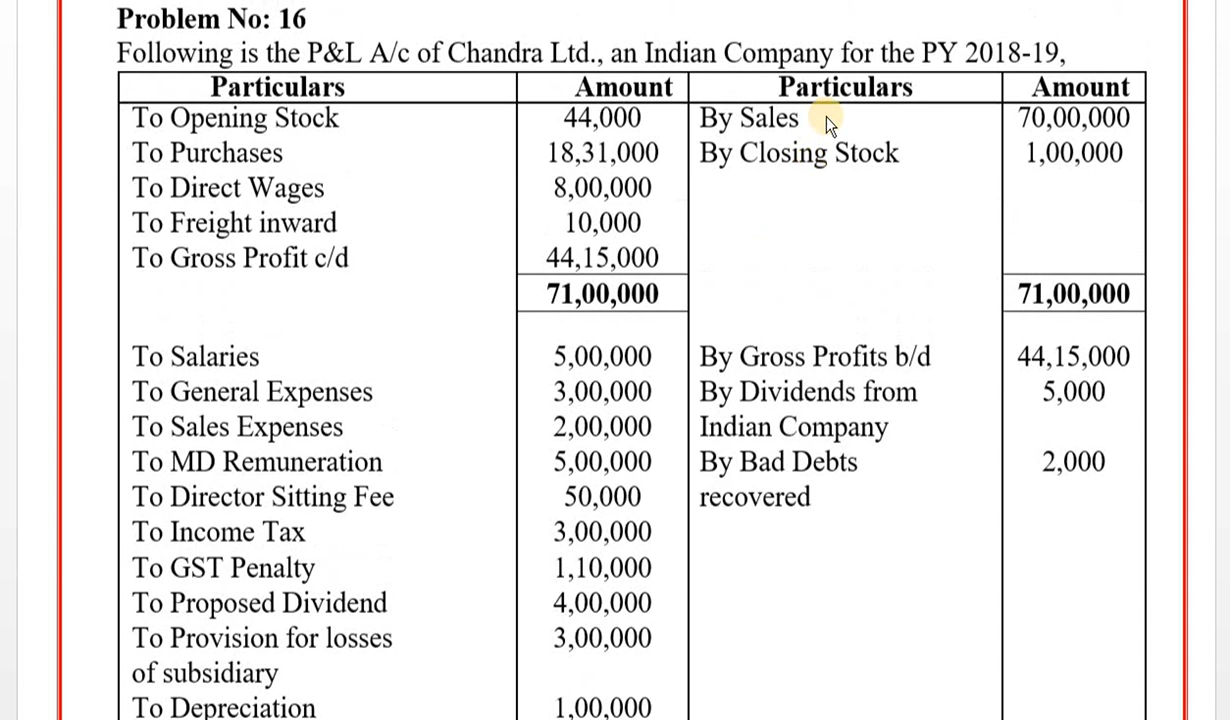 Problem No: 16
Following is the P&L A/c of Chandra Ltd., an Indian Company for the PY 2018-19,
Particulars Amount Particulars Amount
To Opening Stock 44,000 By Sales 70,00,000
To Purchases 18,31,000 By Closing Stock 1,00,000
To Direct Wages 8,00,000
To Freight inward 10,000
To Gross Profit c/d 44,15,000
71,00,000 71,00,000
To Salaries 5,00,000 By Gross Profits b/d 44,15,000
To General Expenses 3,00,000 By Dividends from 5,000
To Sales Expenses 2,00,000 Indian Company
To MD Remuneration 5,00,000 By Bad Debts 2,000
To Director Sitting Fee 50,000 recovered
To Income Tax 3,00,000
To GST Penalty 1,10,000
To Proposed Dividend 4,00,000
To Provision for losses 3,00,000
of subsidiary
To Depreciation 1,00,000